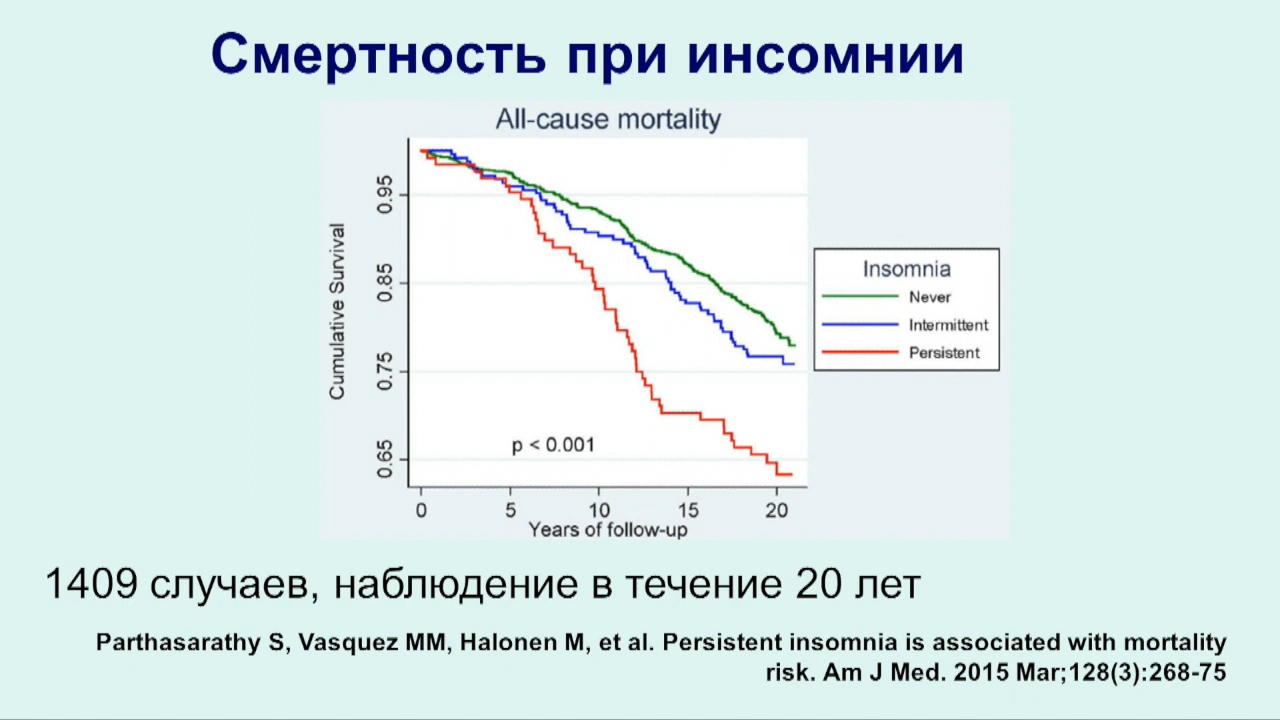 Смертность при инсомнии
All-cause mortality
Cumulative Survival
0.95
0.85
0.75
0.65
p < 0.001
0 5 10 15 20
Years of follow-up
Insomnia
Never
Intermittent
Persistent
1409 случаев, наблюдение в течение 20 лет
Parthasarathy S, Vasquez MM, Halonen M, et al. Persistent insomnia is associated with mortality
risk. Am J Med. 2015 Mar;128(3):268-75